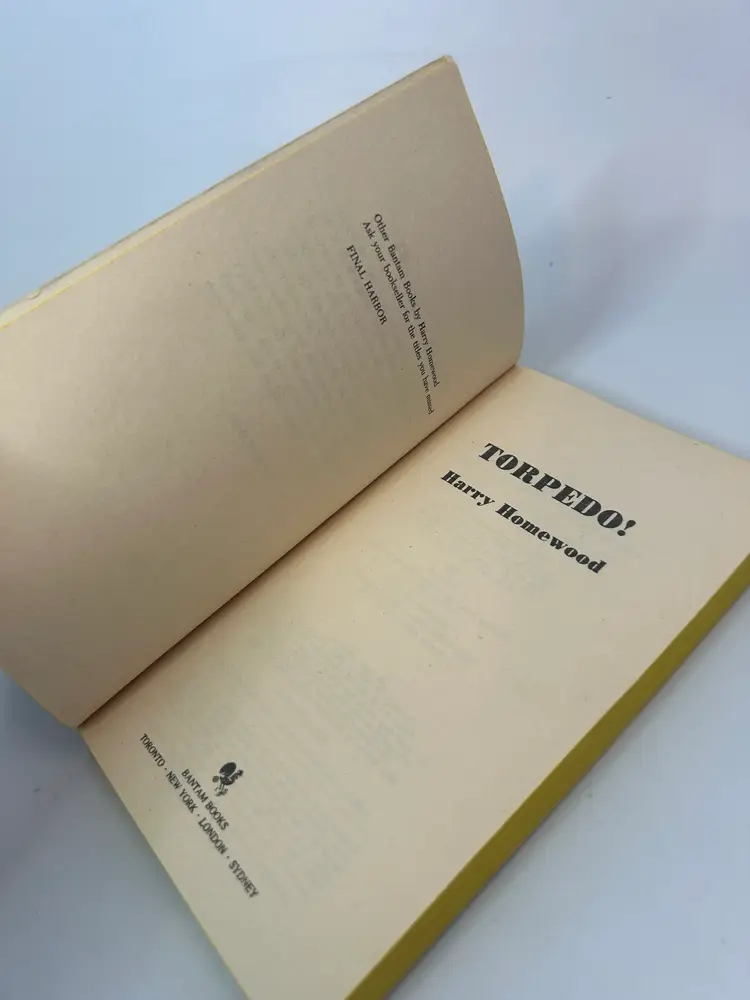 Other Bantam Books by Harry Homewood
Ask your bookseller for the titles you have missed
FINAL HARBOR
TORPEDO!
Harry Homewood
BANTAM BOOKS
TORONTO · NEW YORK · LONDON · SYDNEY